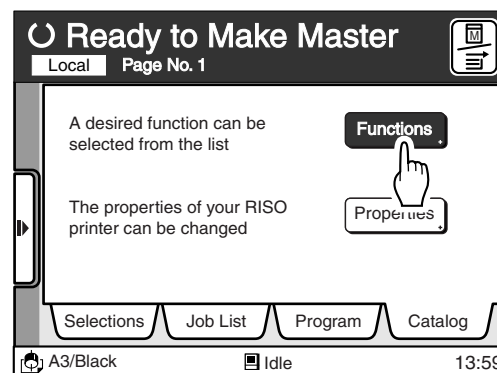 Ready to Make Master
M
Local Page No. 1
A desired function can be
selected from the list
Functions
The properties of your RISO
printer can be changed
Properties
Selections Job List Program Catalog
A3/Black Idle 13:59